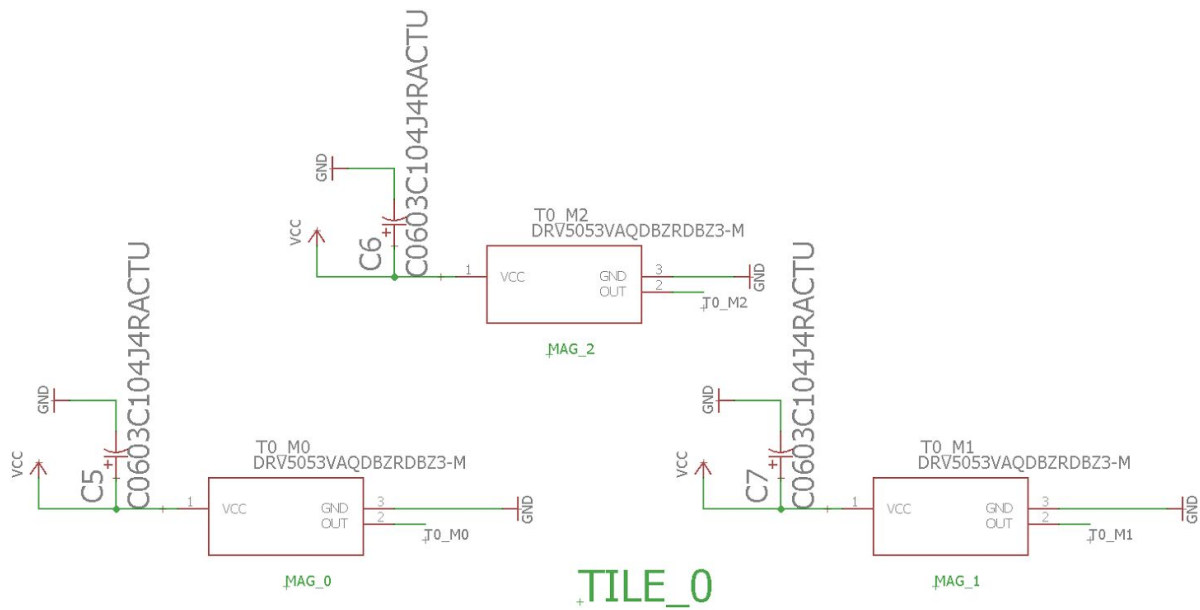 C0603C104J4RACTU
GND
VCC
C6
T0_M2
DRV5053VAQDBZRDBZ3-M
1
VCC
GND
3
OUT
2
GND
T0_M2
MAG_2
C0603C104J4RACTU
GND
VCC
C5
T0_M0
DRV5053VAQDBZRDBZ3-M
1
VCC
GND
3
OUT
2
GND
T0_M0
MAG_0
C0603C104J4RACTU
GND
VCC
C7
T0_M1
DRV5053VAQDBZRDBZ3-M
1
VCC
GND
3
OUT
2
GND
T0_M1
MAG_1
TILE_0